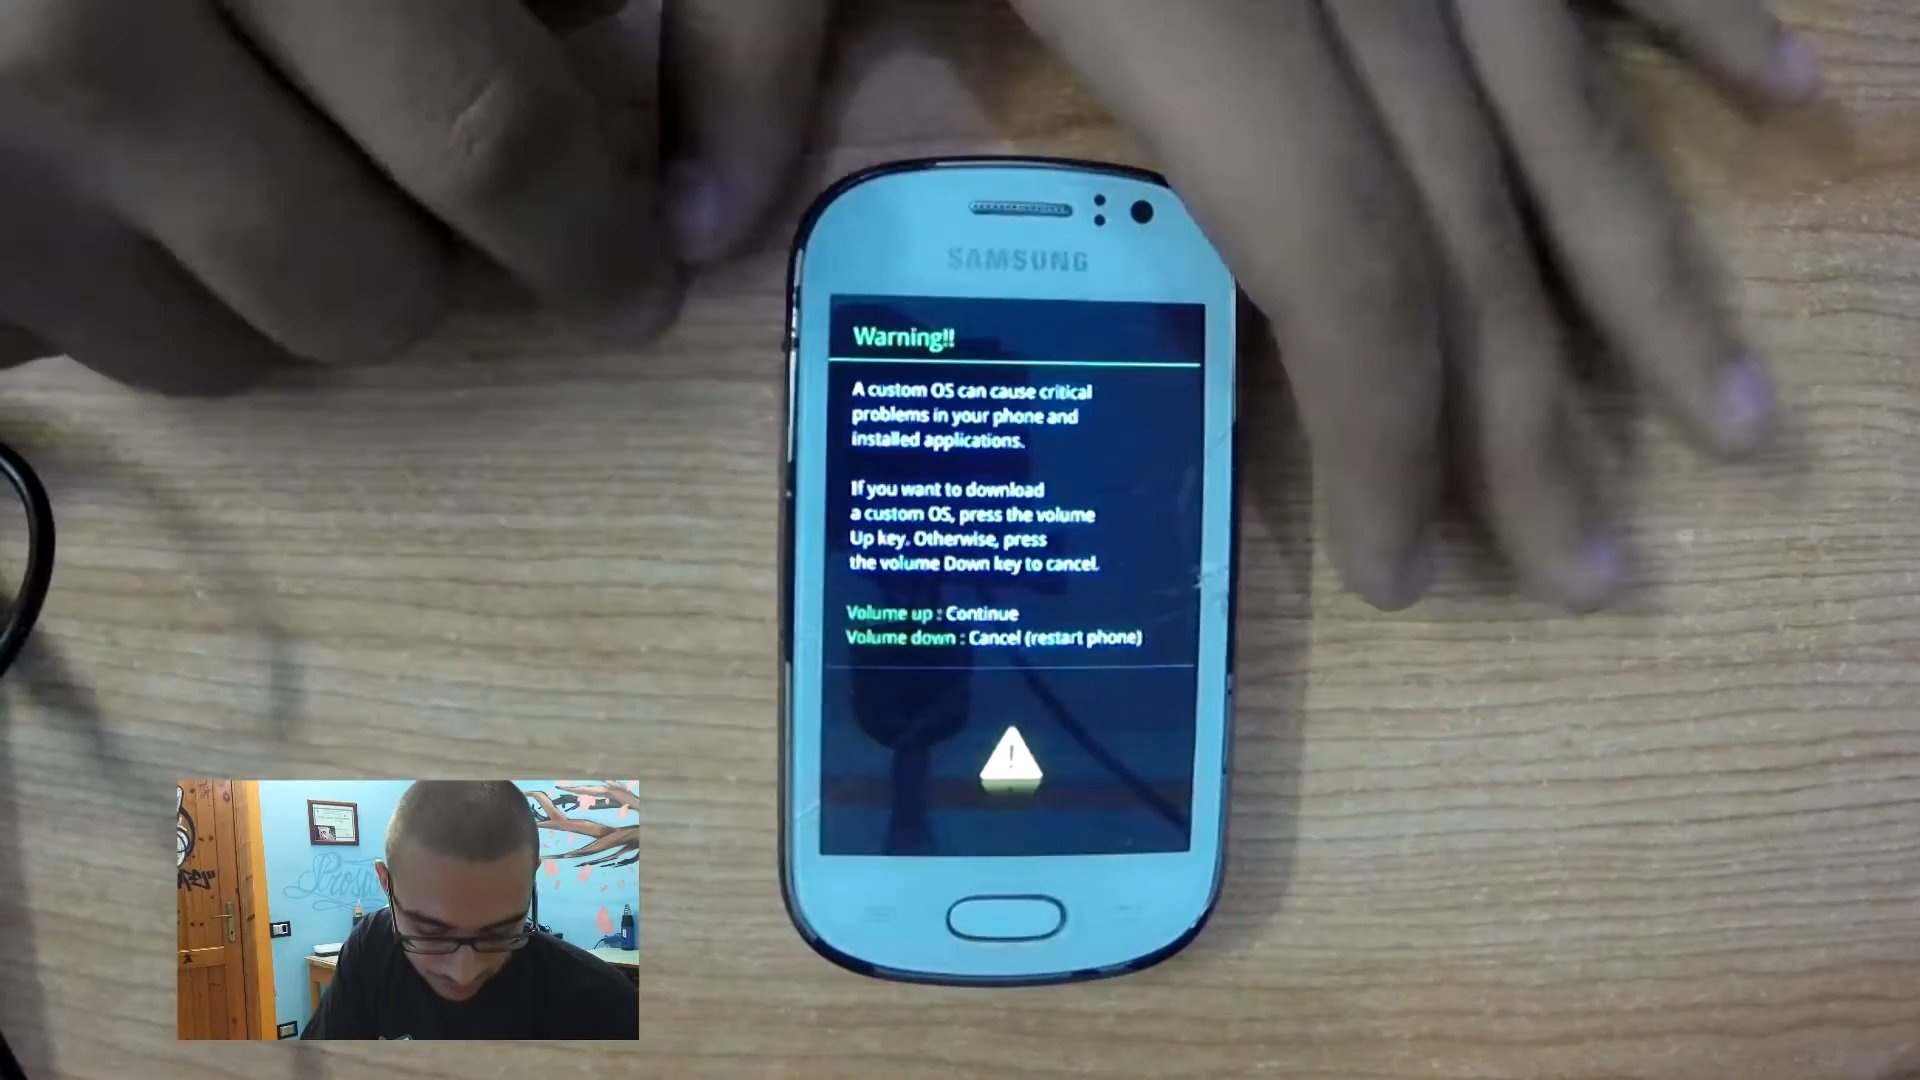 SAMSUNG
Warning!!
A custom OS can cause critical
problems in your phone and
installed applications.
If you want to download
a custom OS, press the volume
Up key. Otherwise, press
the volume Down key to cancel.
Volume up : Continue
Volume down : Cancel (restart phone)